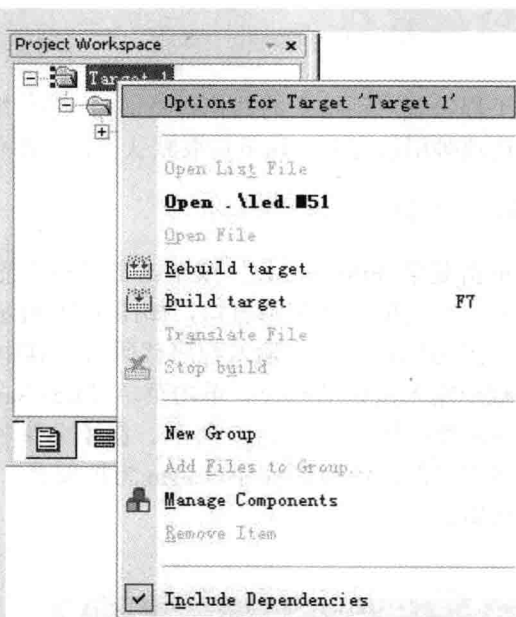 Project Workspace
Target 1
Options for Target 'Target 1'
Open List File
Open .\led.M51
Open File
Rebuild target
Build target F7
Translate File
Stop build
New Group
Add Files to Group...
Manage Components
Remove Item
Include Dependencies